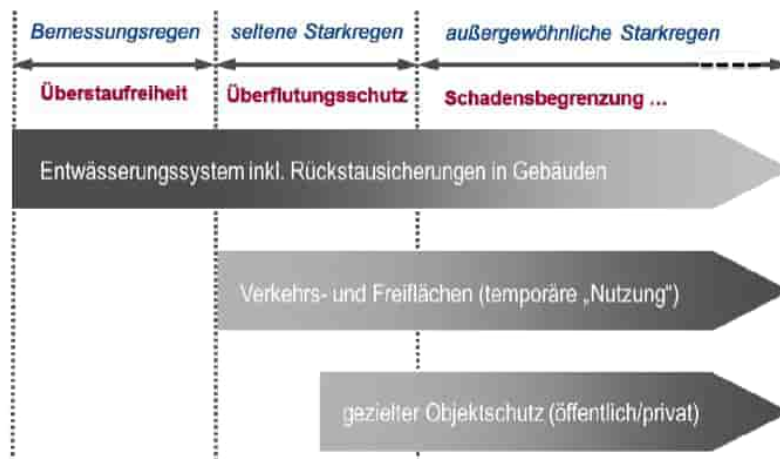 Bemessungsregen seltene Starkregen außergewöhnliche Starkregen
Überstaufreiheit Überflutungsschutz Schadensbegrenzung ...
Entwässerungssystem inkl. Rückstausicherungen in Gebäuden
Verkehrs- und Freiflächen (temporäre „Nutzung“)
gezielter Objektschutz (öffentlich/privat)